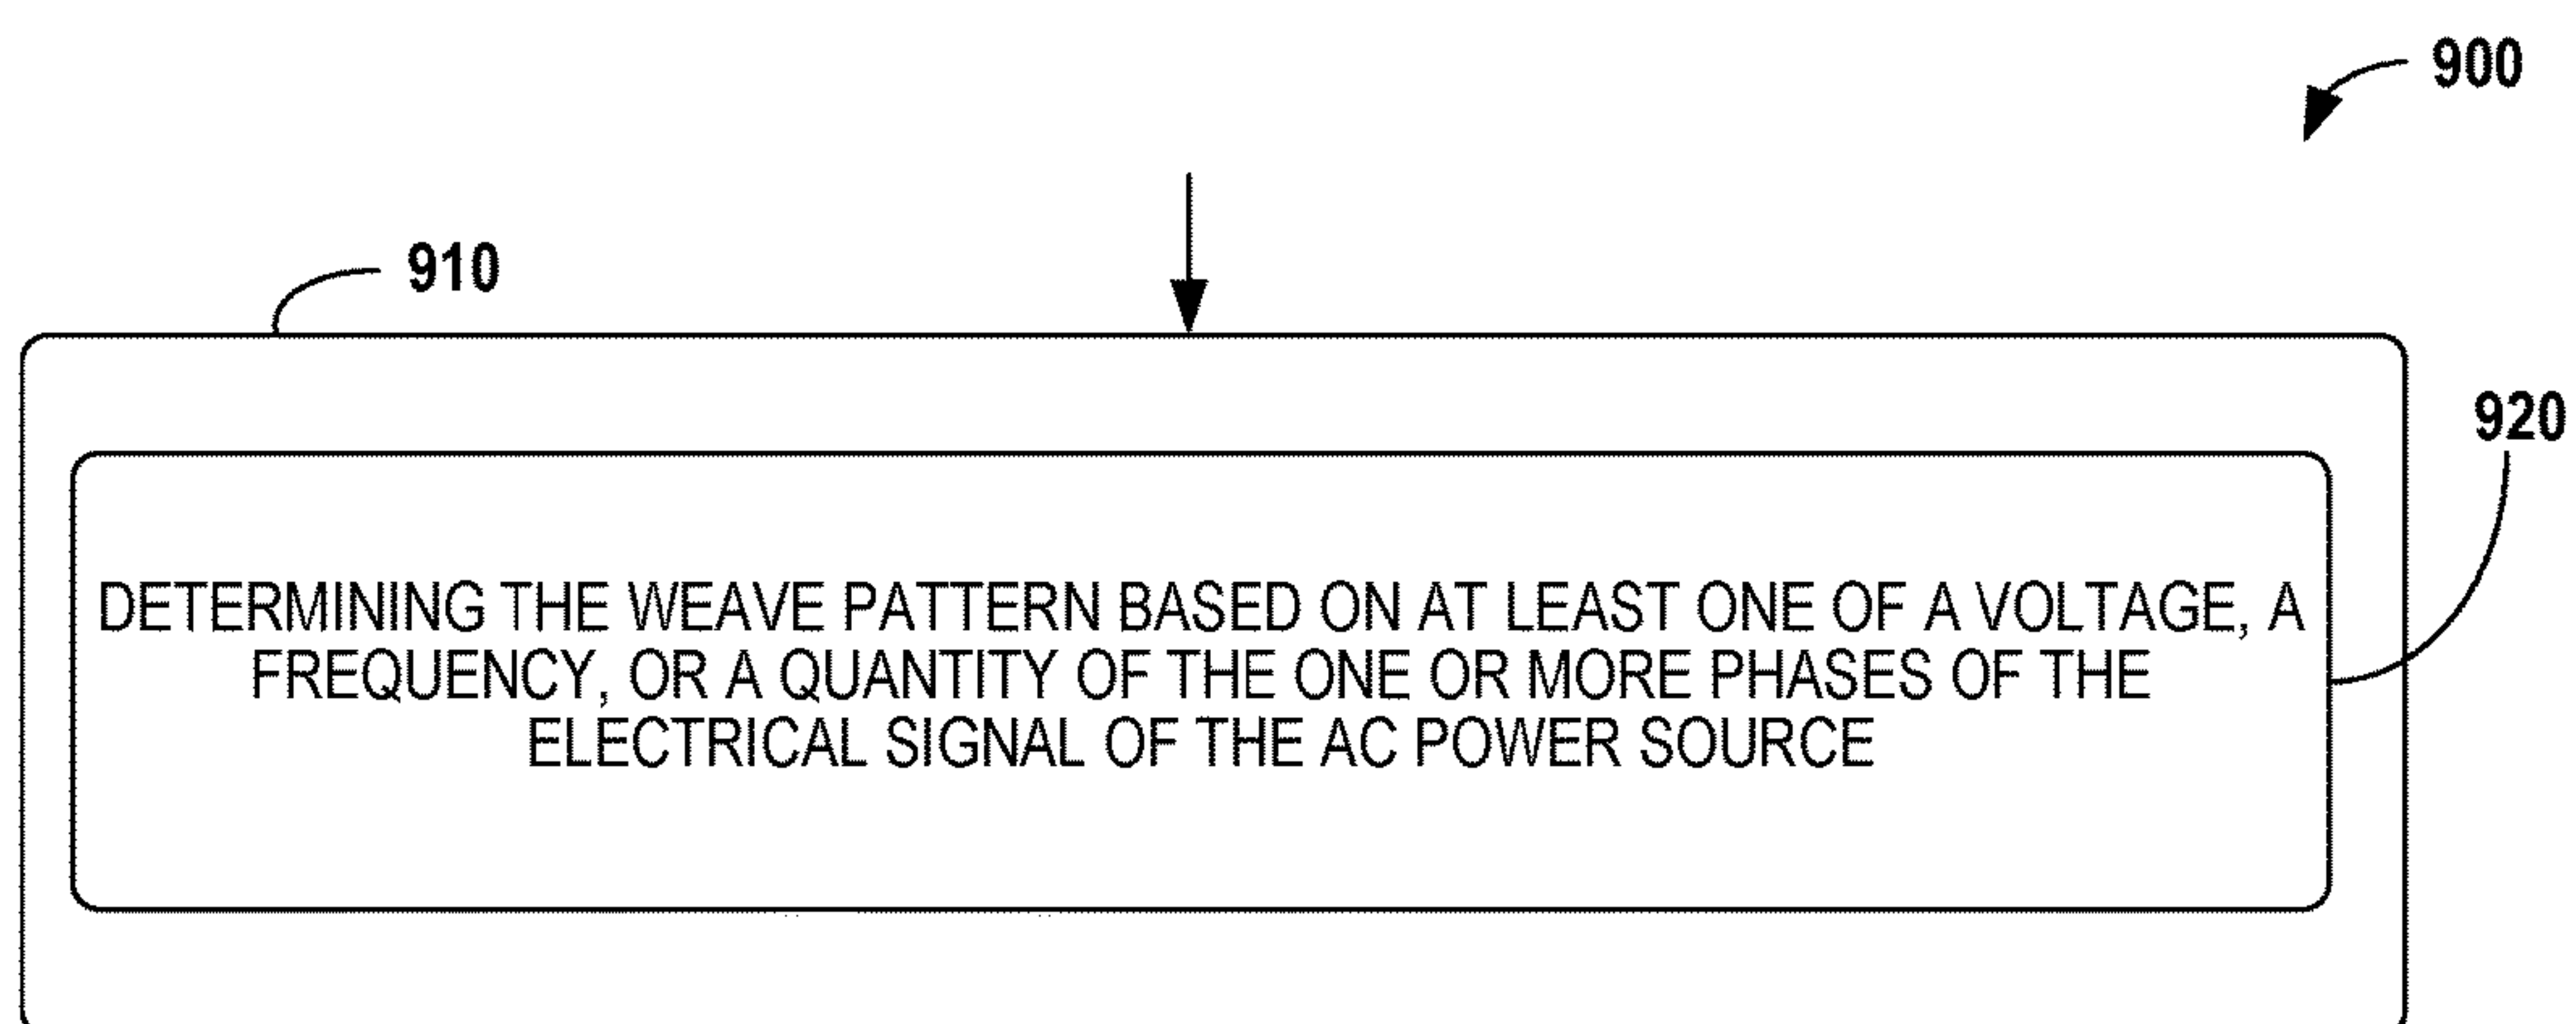 900
910
920
DETERMINING THE WEAVE PATTERN BASED ON AT LEAST ONE OF A VOLTAGE, A
FREQUENCY, OR A QUANTITY OF THE ONE OR MORE PHASES OF THE
ELECTRICAL SIGNAL OF THE AC POWER SOURCE